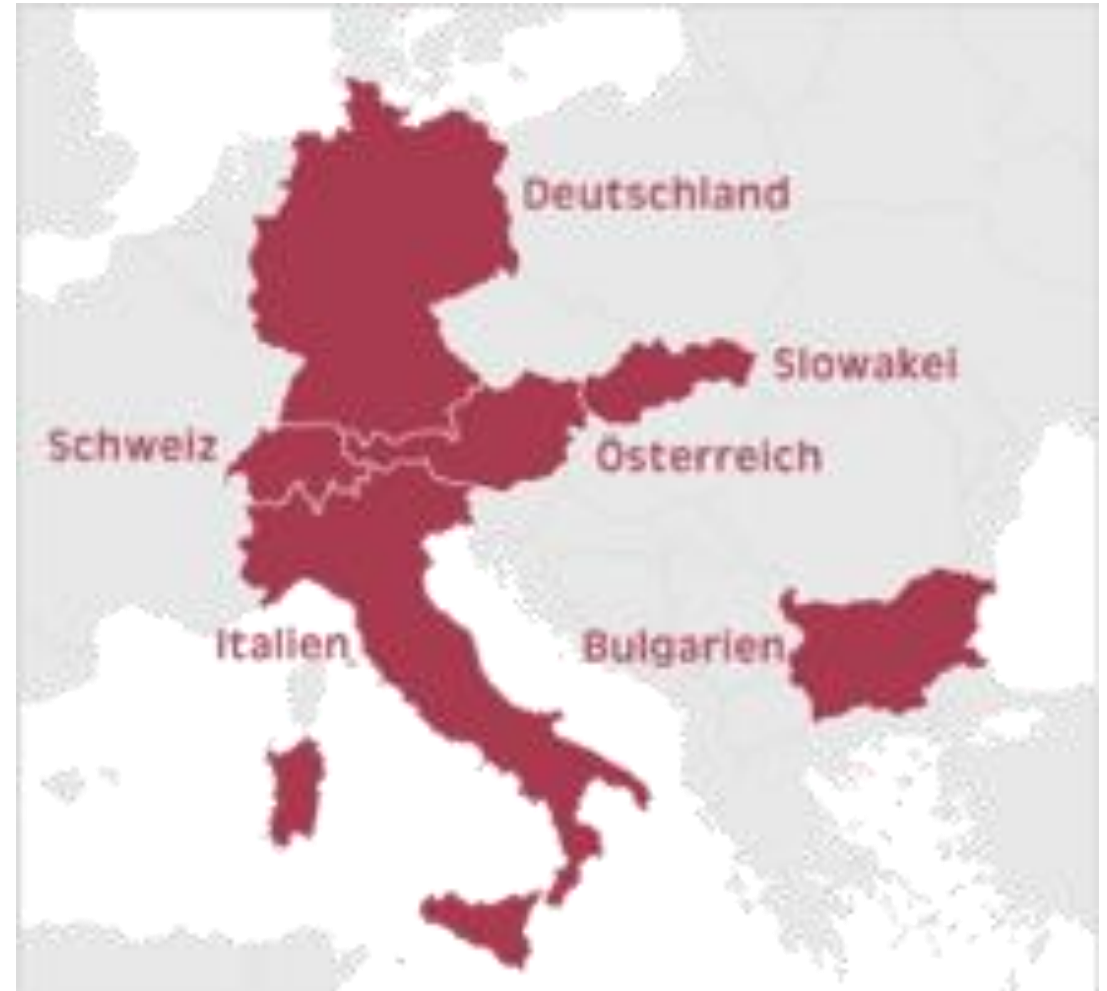 Deutschland
Slowakei
Schweiz
Österreich
Italien
Bulgarien